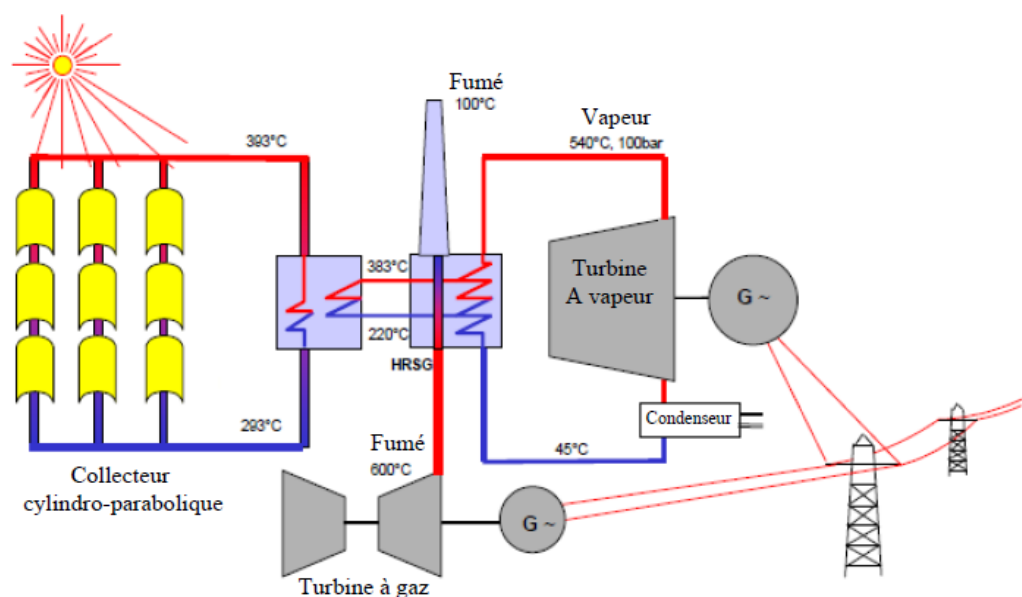 Fumé
100°C
Vapeur
540°C, 100bar
393°C
383°C
Turbine
A vapeur
G ~
220°C
HRSG
293°C
Condenseur
Fumé
600°C
45°C
Collecteur
cylindro-parabolique
G ~
Turbine à gaz